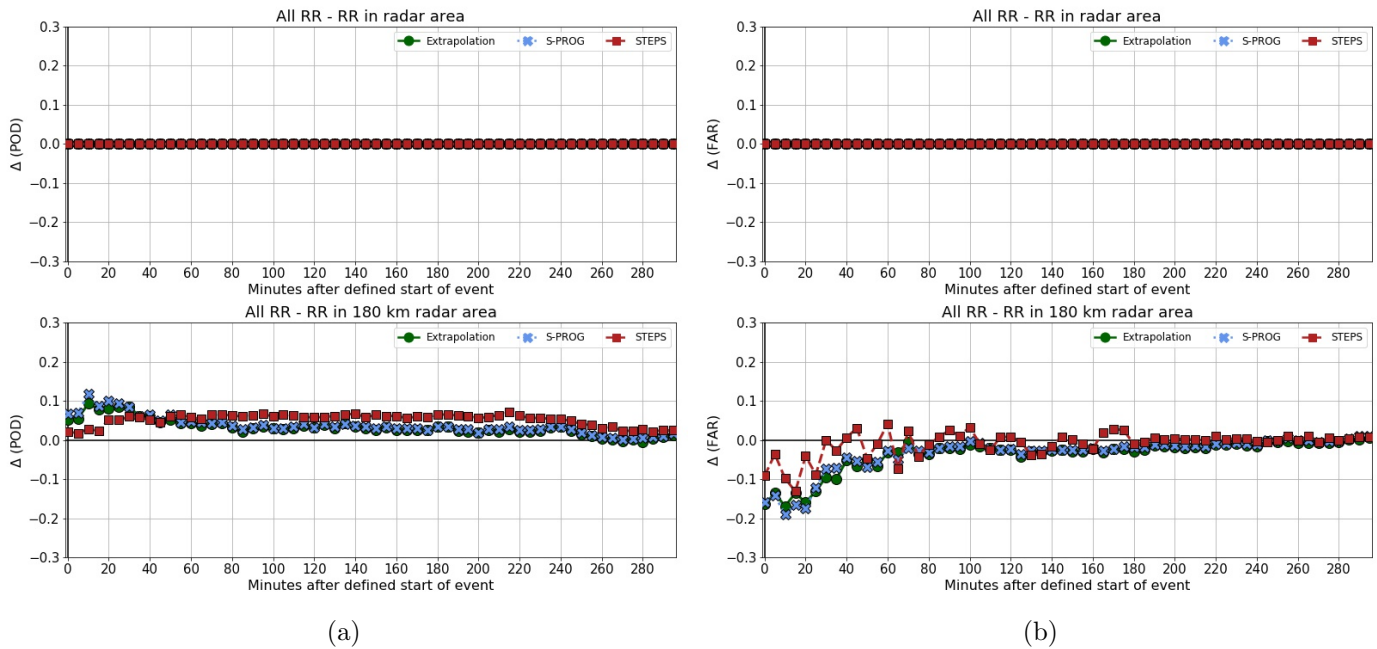 All RR - RR in radar area
Extrapolation S-PROG STEPS
Δ (POD)
0.3
0.2
0.1
0.0
−0.1
−0.2
−0.3
0 20 40 60 80 100 120 140 160 180 200 220 240 260 280
Minutes after defined start of event
All RR - RR in 180 km radar area
Extrapolation S-PROG STEPS
Δ (POD)
0.3
0.2
0.1
0.0
−0.1
−0.2
−0.3
0 20 40 60 80 100 120 140 160 180 200 220 240 260 280
Minutes after defined start of event
(a)
All RR - RR in radar area
Extrapolation S-PROG STEPS
Δ (FAR)
0.3
0.2
0.1
0.0
−0.1
−0.2
−0.3
0 20 40 60 80 100 120 140 160 180 200 220 240 260 280
Minutes after defined start of event
All RR - RR in 180 km radar area
Extrapolation S-PROG STEPS
Δ (FAR)
0.3
0.2
0.1
0.0
−0.1
−0.2
−0.3
0 20 40 60 80 100 120 140 160 180 200 220 240 260 280
Minutes after defined start of event
(b)